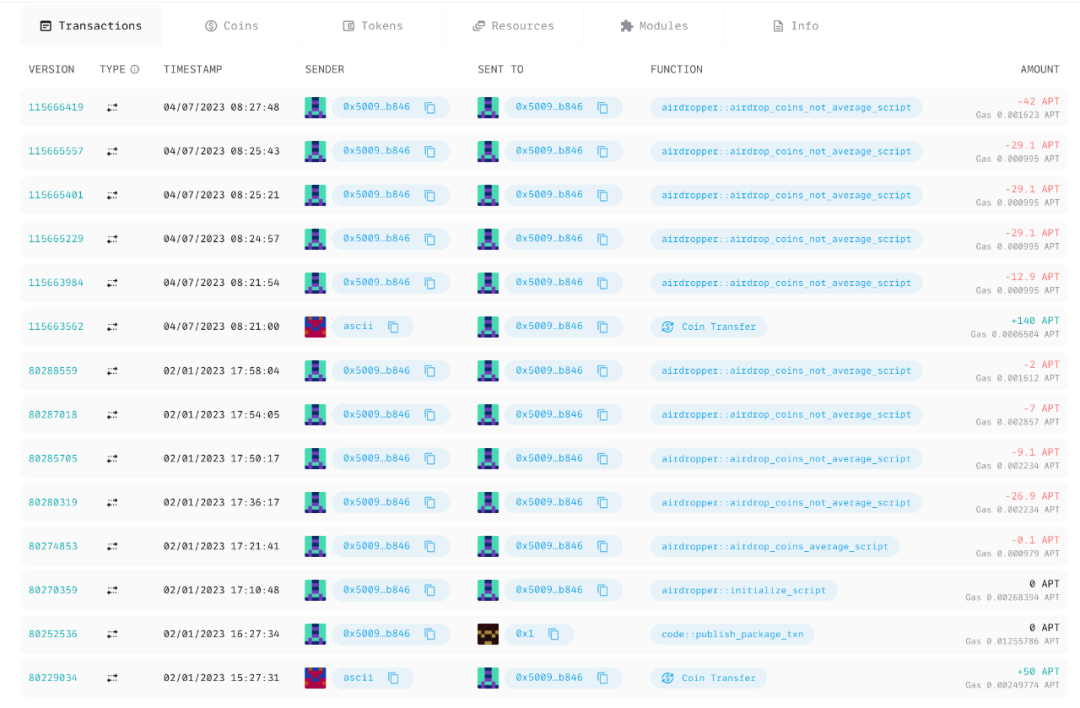 Transactions Coins Tokens Resources Modules Info
VERSION TYPE TIMESTAMP SENDER SENT TO FUNCTION AMOUNT
115666419 04/07/2023 08:27:48 0x5009…b846 0x5009…b846 airdropper::airdrop_coins_not_average_script -42 APT
Gas 0.001623 APT
115665557 04/07/2023 08:25:43 0x5009…b846 0x5009…b846 airdropper::airdrop_coins_not_average_script -29.1 APT
Gas 0.000995 APT
115665401 04/07/2023 08:25:21 0x5009…b846 0x5009…b846 airdropper::airdrop_coins_not_average_script -29.1 APT
Gas 0.000995 APT
115665229 04/07/2023 08:24:57 0x5009…b846 0x5009…b846 airdropper::airdrop_coins_not_average_script -29.1 APT
Gas 0.000995 APT
115663984 04/07/2023 08:21:54 0x5009…b846 0x5009…b846 airdropper::airdrop_coins_not_average_script -12.9 APT
Gas 0.000995 APT
115663562 04/07/2023 08:21:00 ascii 0x5009…b846 Coin Transfer +140 APT
Gas 0.0006504 APT
80288559 02/01/2023 17:58:04 0x5009…b846 0x5009…b846 airdropper::airdrop_coins_not_average_script -2 APT
Gas 0.001612 APT
80287018 02/01/2023 17:54:05 0x5009…b846 0x5009…b846 airdropper::airdrop_coins_not_average_script -7 APT
Gas 0.002857 APT
80285705 02/01/2023 17:50:17 0x5009…b846 0x5009…b846 airdropper::airdrop_coins_not_average_script -9.1 APT
Gas 0.002234 APT
80280319 02/01/2023 17:36:17 0x5009…b846 0x5009…b846 airdropper::airdrop_coins_not_average_script -26.9 APT
Gas 0.002234 APT
80274853 02/01/2023 17:21:41 0x5009…b846 0x5009…b846 airdropper::airdrop_coins_average_script -0.1 APT
Gas 0.000979 APT
80270359 02/01/2023 17:10:48 0x5009…b846 0x5009…b846 airdropper::initialize_script 0 APT
Gas 0.00268394 APT
80252536 02/01/2023 16:27:34 0x5009…b846 0x1 code::publish_package_txn 0 APT
Gas 0.01255786 APT
80229034 02/01/2023 15:27:31 ascii 0x5009…b846 Coin Transfer +50 APT
Gas 0.00249774 APT